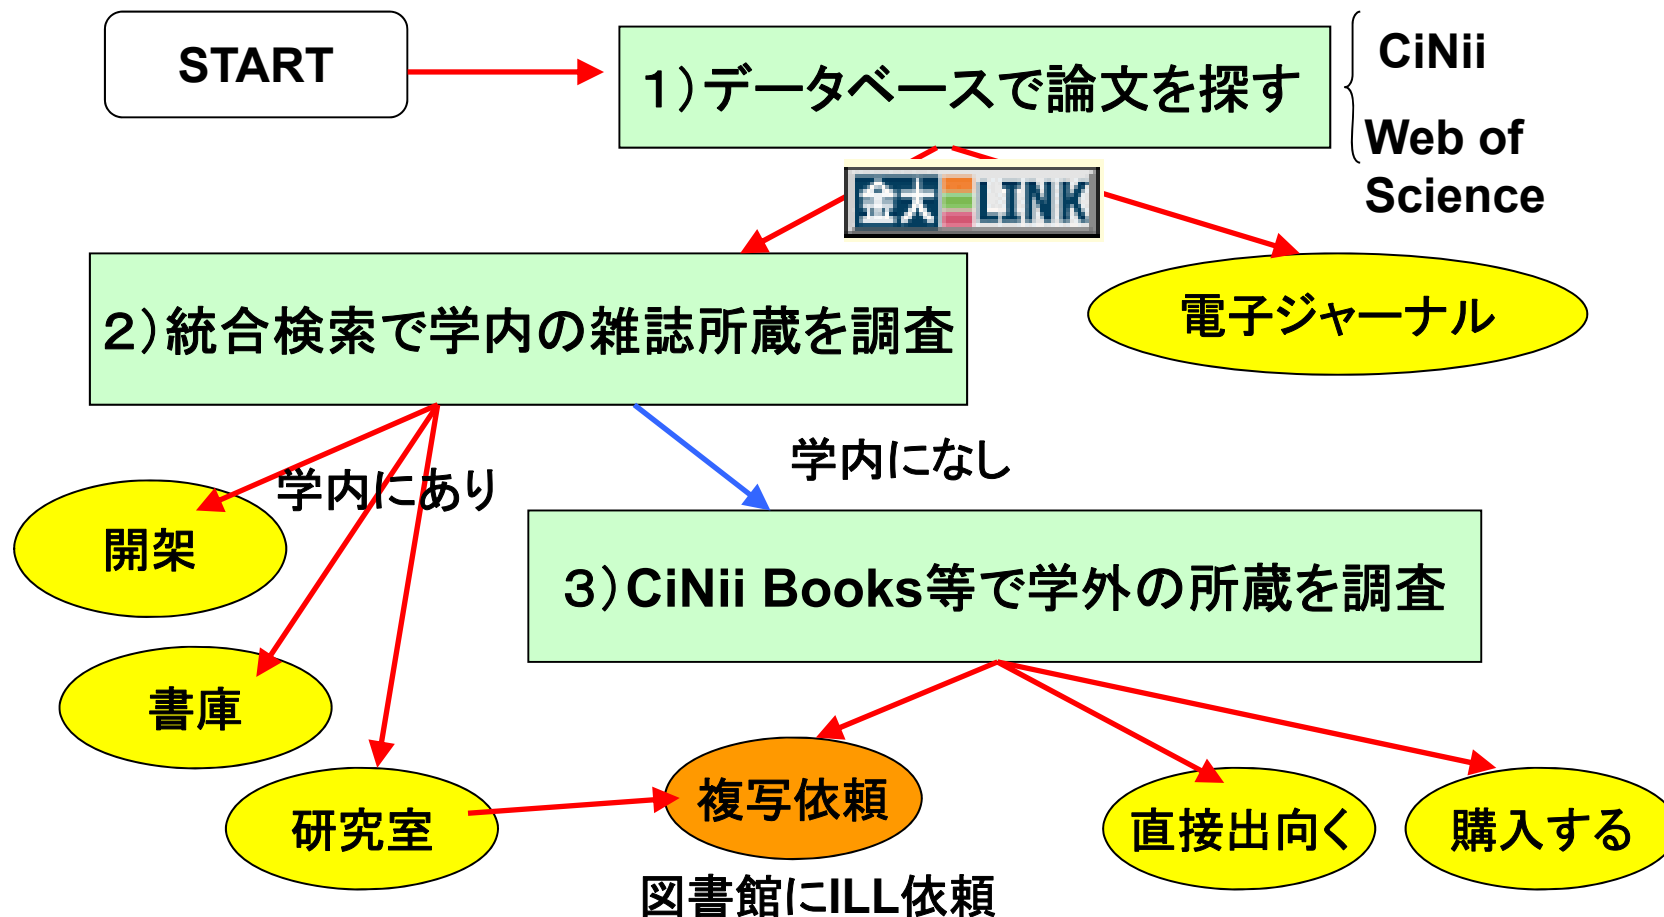 START
１）データベースで論文を探す
CiNii
Web of
Science
金大 LINK
２）統合検索で学内の雑誌所蔵を調査
電子ジャーナル
学内にあり
学内になし
開架
３）CiNii Books等で学外の所蔵を調査
書庫
研究室
複写依頼
直接出向く
購入する
図書館にILL依頼